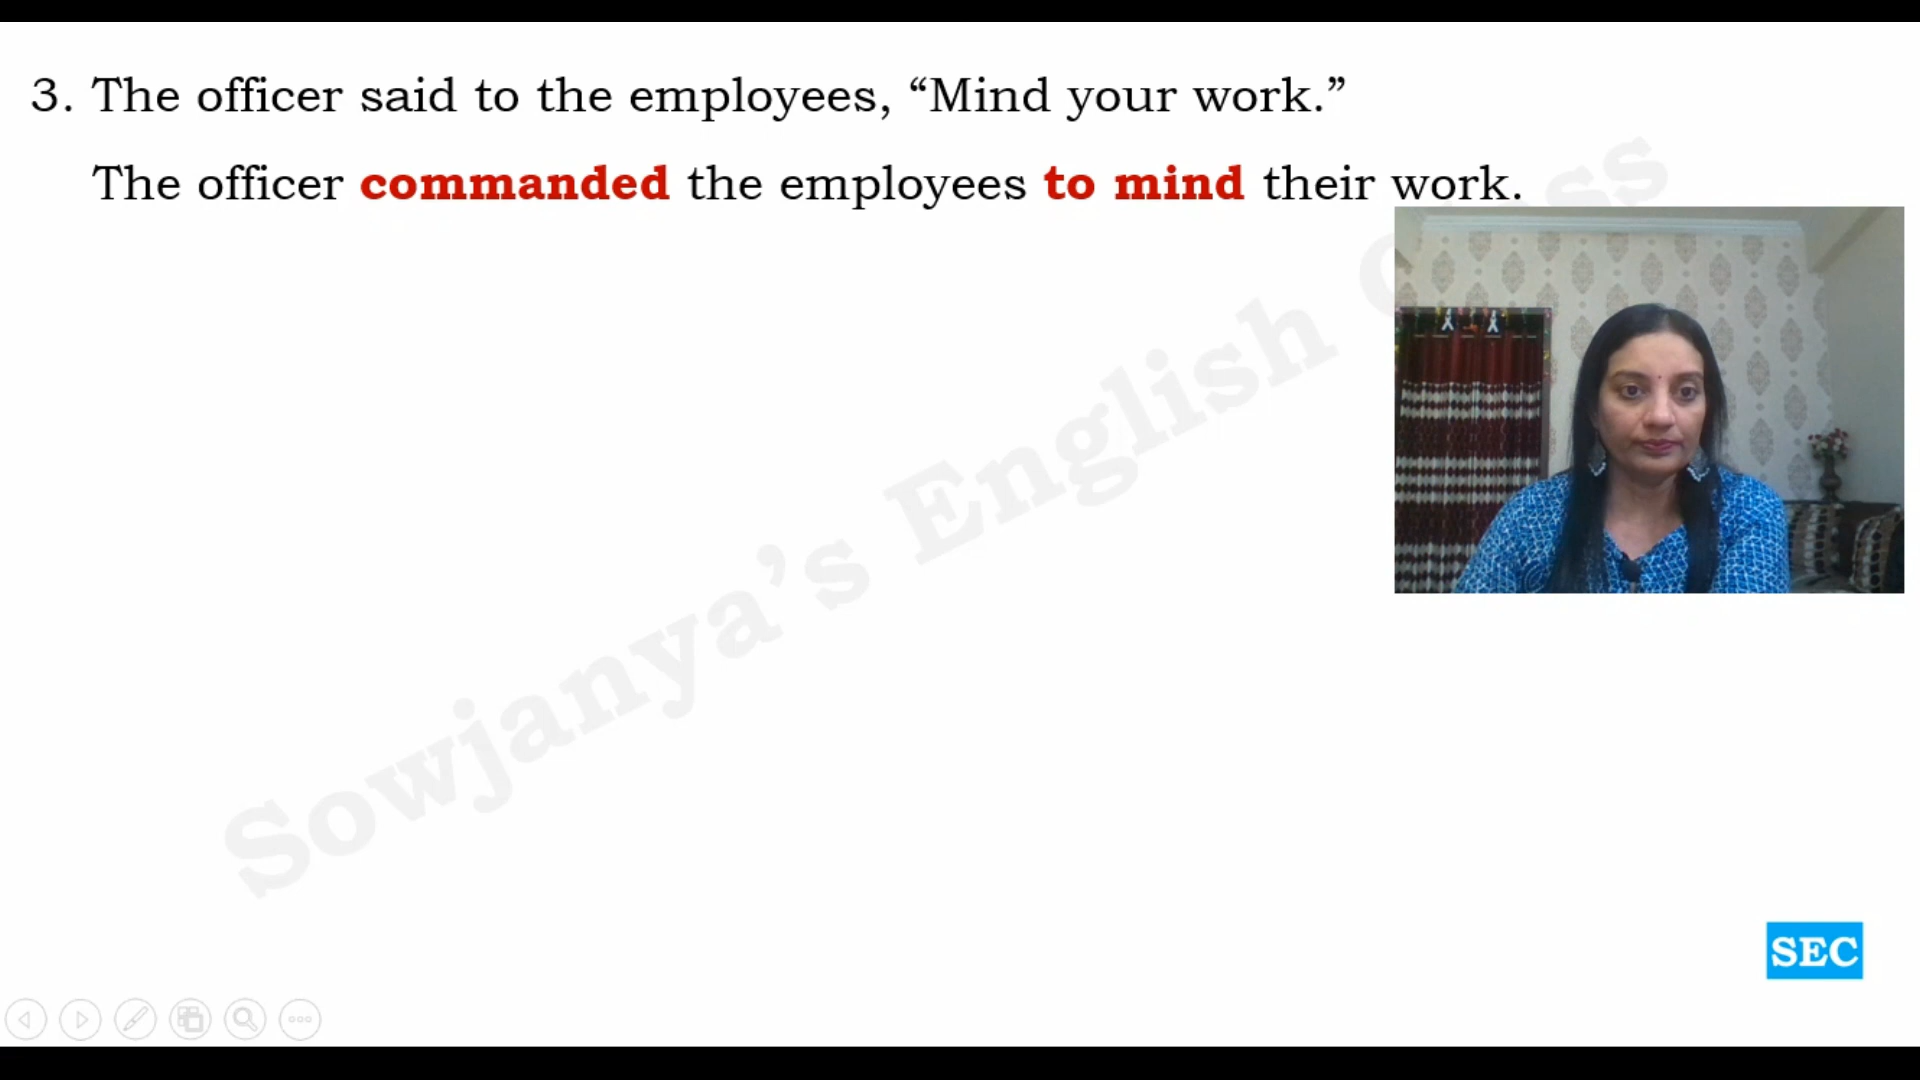 3. The officer said to the employees, “Mind your work.”
The officer commanded the employees to mind their work.
Sowjanya’s English Class
SEC